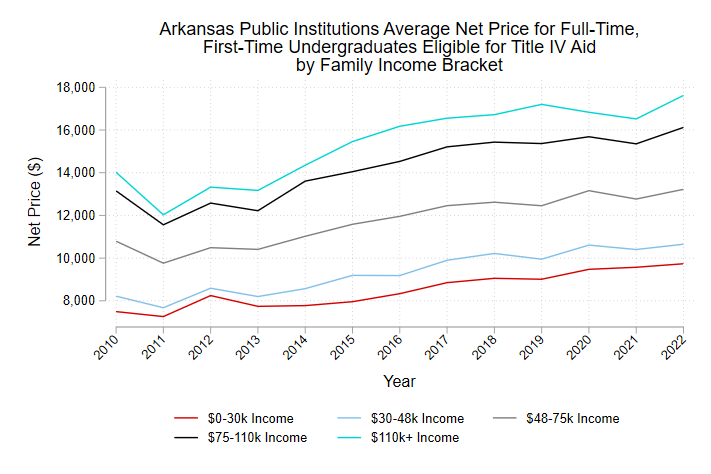 Arkansas Public Institutions Average Net Price for Full-Time,
First-Time Undergraduates Eligible for Title IV Aid
by Family Income Bracket
Net Price ($)
18,000
16,000
14,000
12,000
10,000
8,000
2010 2011 2012 2013 2014 2015 2016 2017 2018 2019 2020 2021 2022
Year
$0-30k Income $30-48k Income $48-75k Income
$75-110k Income $110k+ Income